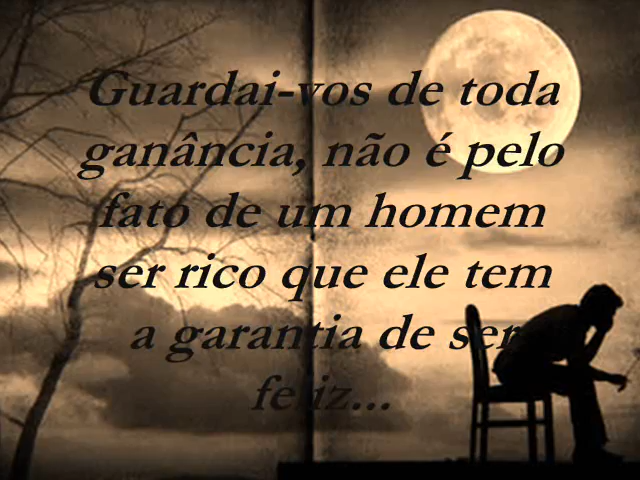 Guardai-vos de toda
ganância, não é pelo
fato de um homem
ser rico que ele tem
a garantia de ser
feliz...